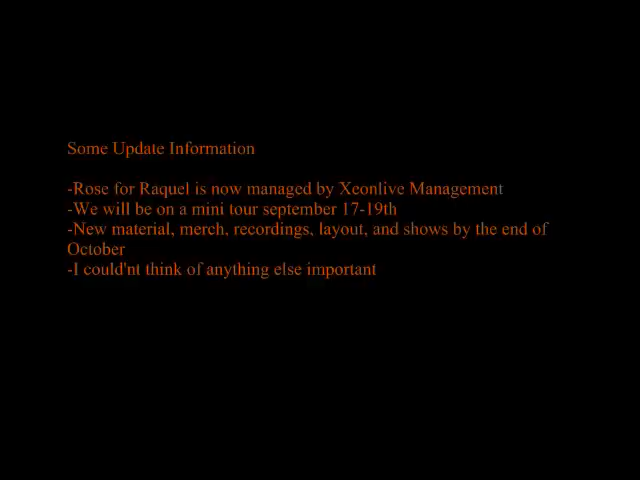 Some Update Information
-Rose for Raquel is now managed by Xeonlive Management
-We will be on a mini tour september 17-19th
-New material, merch, recordings, layout, and shows by the end of
October
-I could'nt think of anything else important